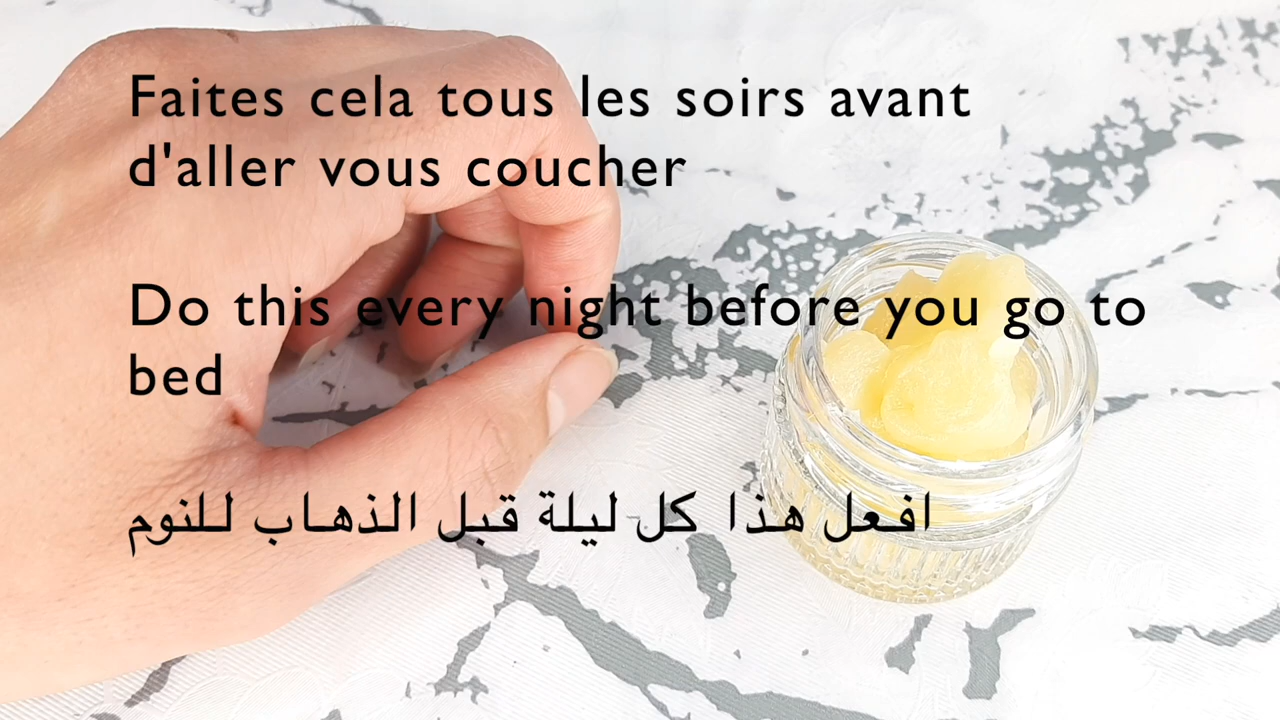 Faites cela tous les soirs avant
d'aller vous coucher
Do this every night before you go to
bed
افعل هذا كل ليلة قبل الذهاب للنوم